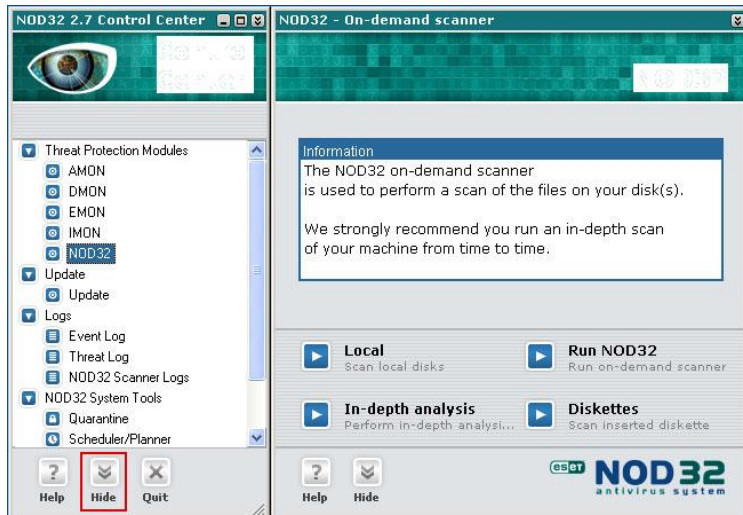 NOD32 2.7 Control Center
Threat Protection Modules
AMON
DMON
EMON
IMON
NOD32
Update
Update
Logs
Event Log
Threat Log
NOD32 Scanner Logs
NOD32 System Tools
Quarantine
Scheduler/Planner
Help
Hide
Quit
NOD32 - On-demand scanner
Information
The NOD32 on-demand scanner
is used to perform a scan of the files on your disk(s).
We strongly recommend you run an in-depth scan
of your machine from time to time.
Local
Scan local disks
Run NOD32
Run on-demand scanner
In-depth analysis
Perform in-depth analysi...
Diskettes
Scan inserted diskette
Help
Hide
eseT NOD32
antivirus system